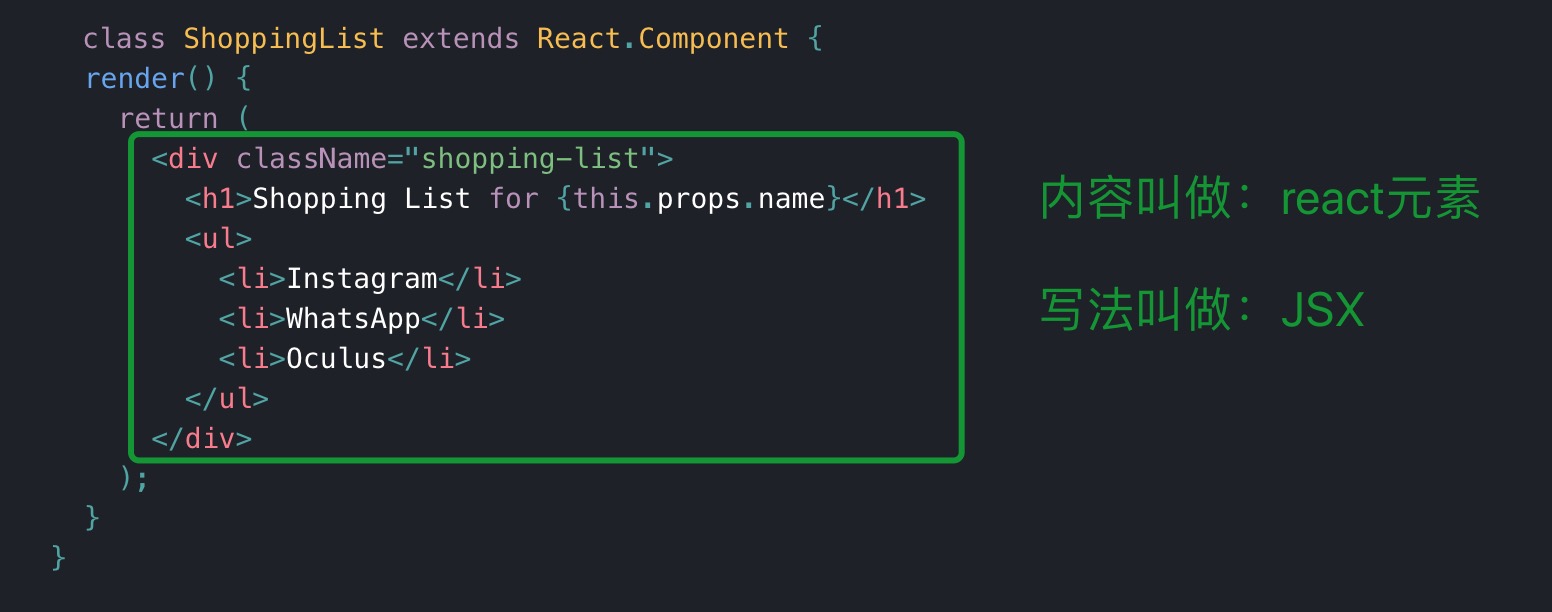 class ShoppingList extends React.Component {
render() {
return (
<div className="shopping-list">
<h1>Shopping List for {this.props.name}</h1>
<ul>
<li>Instagram</li>
<li>WhatsApp</li>
<li>Oculus</li>
</ul>
</div>
);
}
}
内容叫做：react元素
写法叫做：JSX